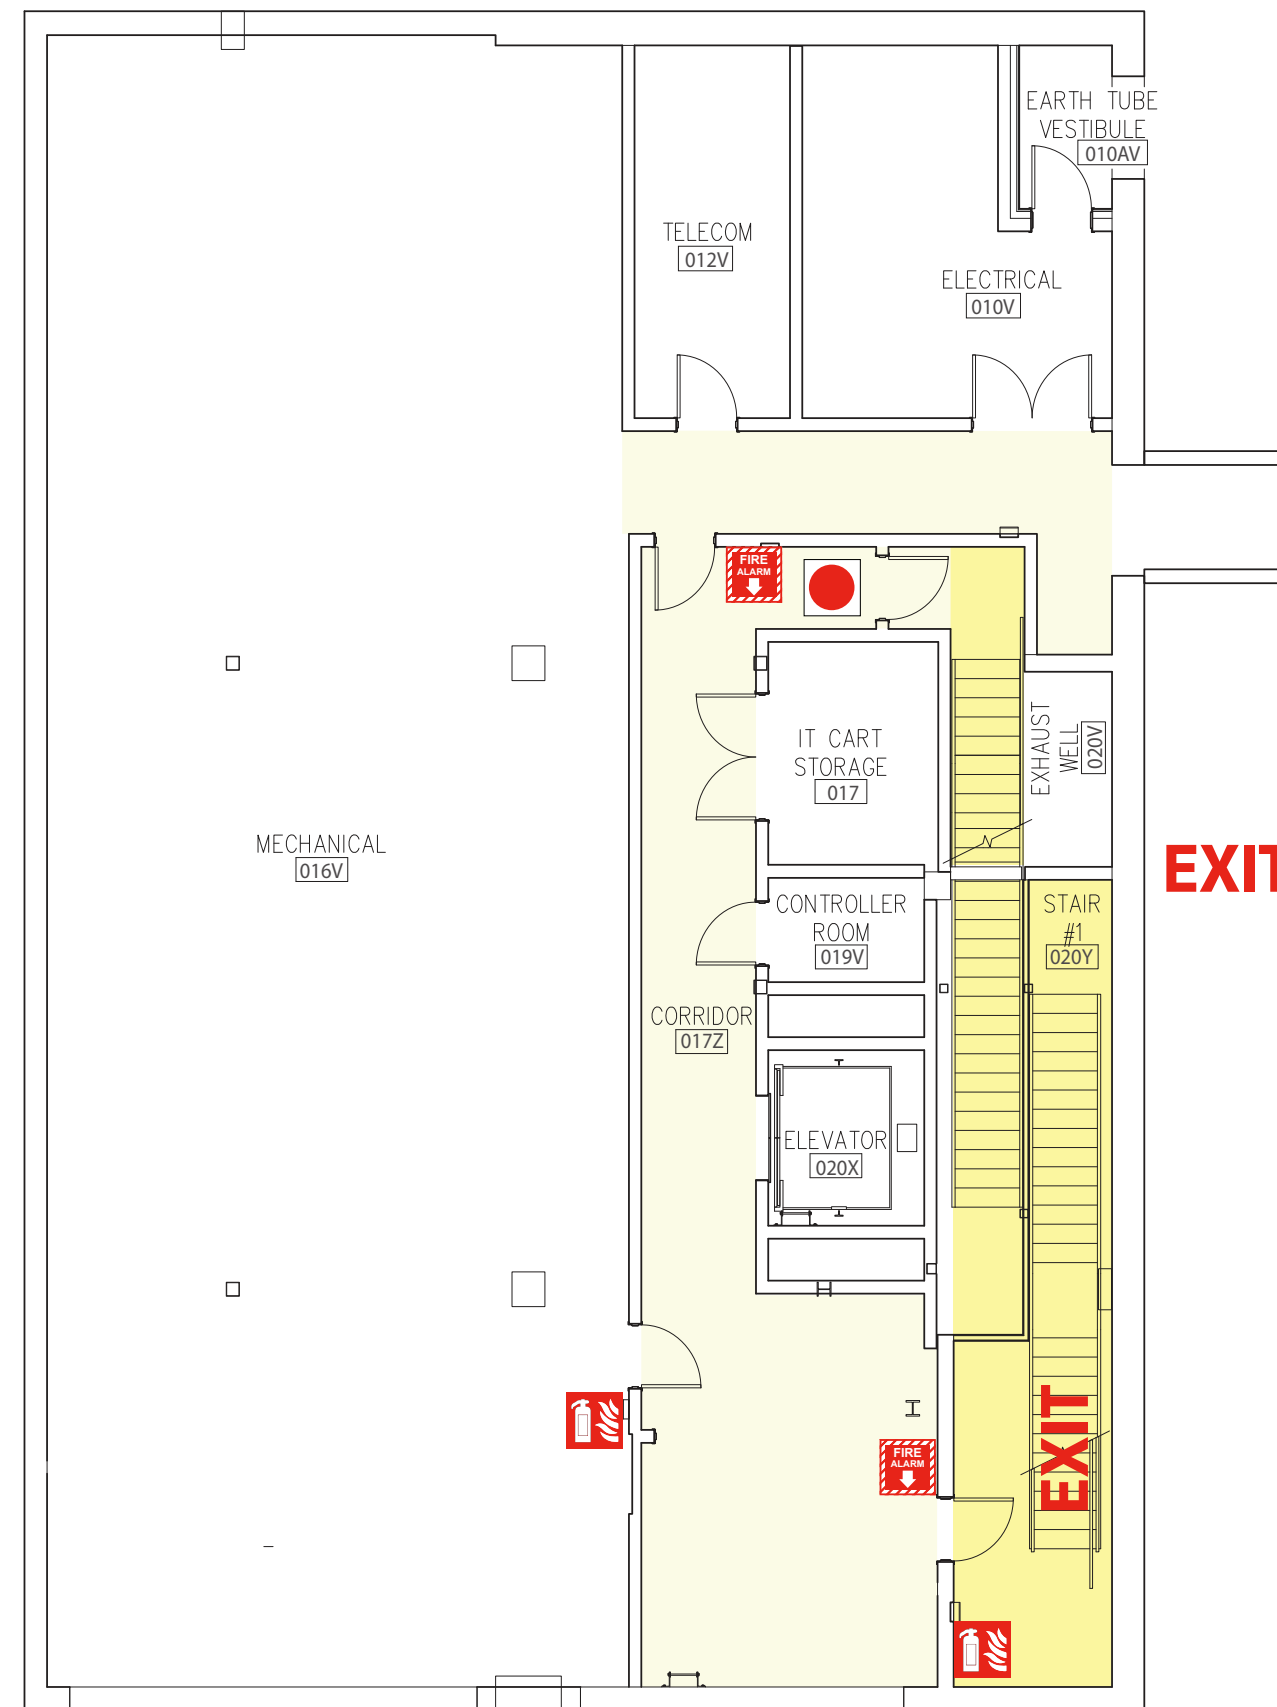 EARTH TUBE
VESTIBULE
010AV
TELECOM
012V
ELECTRICAL
010V
FIRE
ALARM
IT CART
STORAGE
017
EXHAUST
WELL
020V
MECHANICAL
016V
EXIT
CONTROLLER
ROOM
019V
STAIR
#1
020Y
CORRIDOR
017Z
ELEVATOR
020X
EXIT
FIRE
ALARM